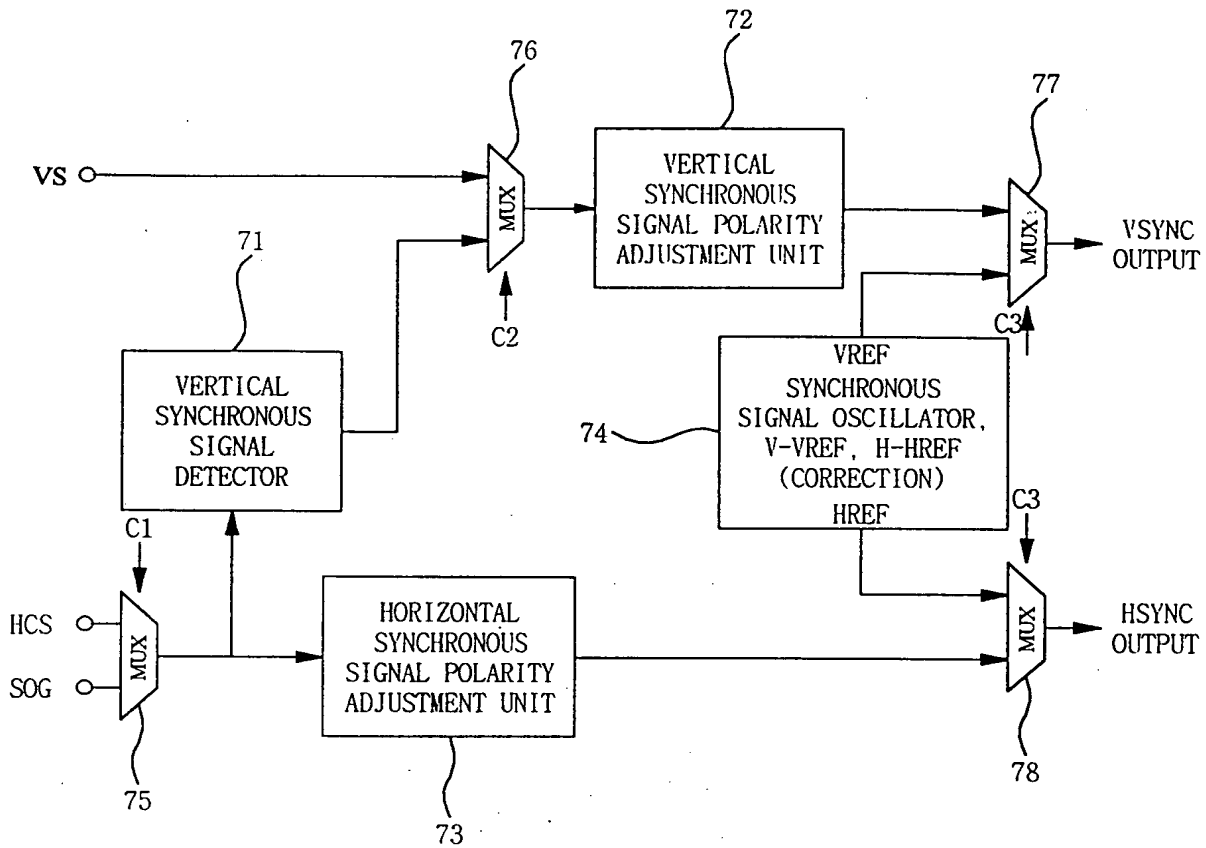 72
76
77
VS
MUX
VERTICAL
SYNCHRONOUS
SIGNAL POLARITY
ADJUSTMENT UNIT
MUX
VSYNC
OUTPUT
71
C2
C3
VERTICAL
SYNCHRONOUS
SIGNAL
DETECTOR
74
VREF
SYNCHRONOUS
SIGNAL OSCILLATOR,
V-VREF, H-HREF
(CORRECTION)
HREF
C1
C3
HCS
SOG
MUX
HORIZONTAL
SYNCHRONOUS
SIGNAL POLARITY
ADJUSTMENT UNIT
MUX
HSYNC
OUTPUT
75
73
78